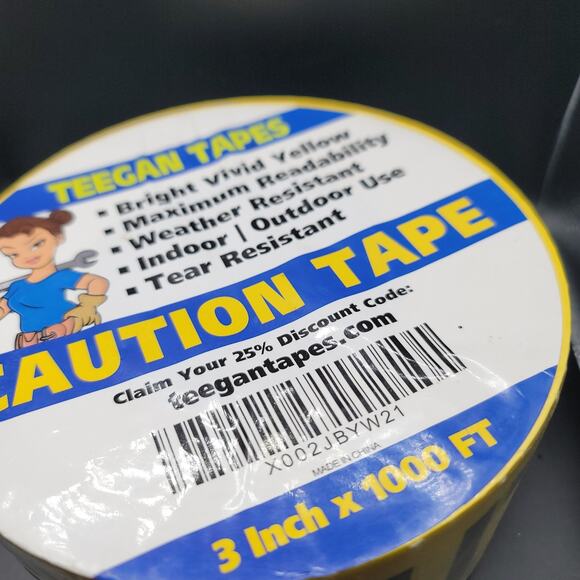 TEEGAN TAPES
▪ Bright Vivid Yellow
▪ Maximum Readability
▪ Weather Resistant
▪ Indoor | Outdoor Use
▪ Tear Resistant
CAUTION TAPE
Claim Your 25% Discount Code:
teegantapes.com
X002JBYW21
MADE IN CHINA
3 Inch x 1000 FT